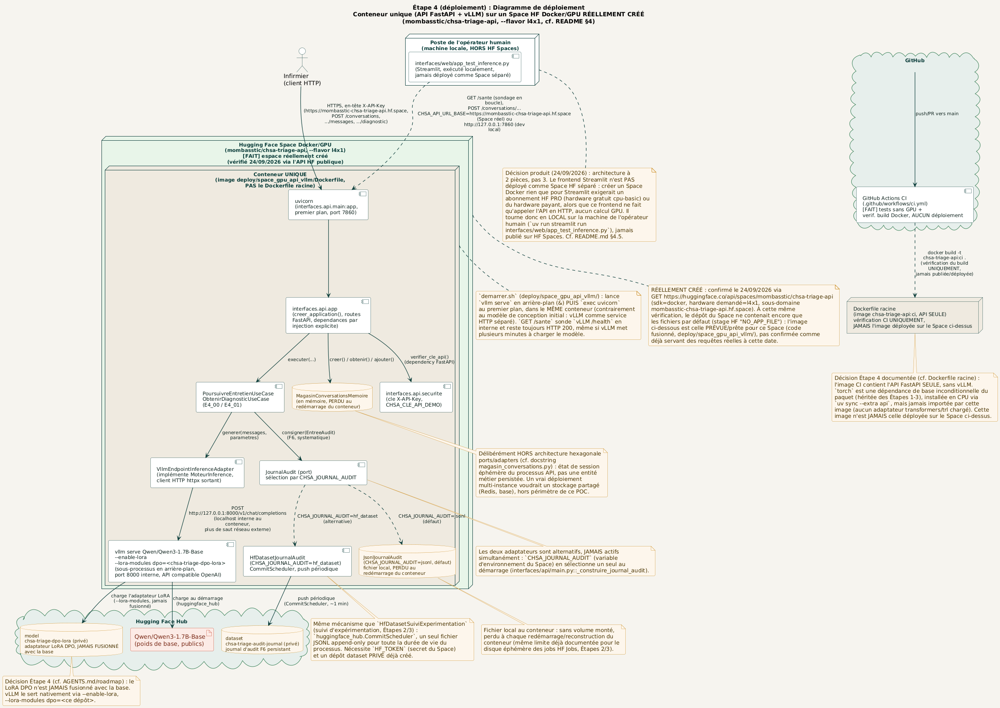 Étape 4 (déploiement) : Diagramme de déploiement
Conteneur unique (API FastAPI + vLLM) sur un Space HF Docker/GPU RÉELLEMENT CRÉÉ
(mombasstic/chsa-triage-api, --flavor l4x1, cf. README §4)
Poste de l'opérateur humain
(machine locale, HORS HF Spaces)
interfaces/web/app_test_inference.py
(Streamlit, exécuté localement,
jamais déployé comme Space séparé)
Infirmier
(client HTTP)
GitHub
push/PR vers main
HTTPS, en-tête X-API-Key
(https://mombasstic-chsa-triage-api.hf.space,
POST /conversations,
.../messages, .../diagnostic)
GET /sante (sondage en
boucle),
POST /conversations/...
CHSA_API_URL_BASE=https://mombasstic-chsa-triage-api.hf.space
(Space réel) ou
http://127.0.0.1:7860 (dev
local)
Hugging Face Space Docker/GPU
(mombasstic/chsa-triage-api, --flavor l4x1)
[FAIT] espace réellement créé
(vérifié 24/09/2026 via l'API HF publique)
Conteneur UNIQUE
(image deploy/space_gpu_api_vllm/Dockerfile,
PAS le Dockerfile racine)
uvicorn
(interfaces.api.main:app,
premier plan, port 7860)
Décision produit (24/09/2026) : architecture à
2 pièces, pas 3. Le frontend Streamlit n'est PAS
déployé comme Space HF séparé : créer un Space
Docker rien que pour Streamlit exigerait un
abonnement HF PRO (hardware gratuit cpu-basic) ou
du hardware payant, alors que ce frontend ne fait
qu'appeler l'API en HTTP, aucun calcul GPU. Il
tourne donc en LOCAL sur la machine de l'opérateur
humain (`uv run streamlit run
interfaces/web/app_test_inference.py`), jamais
publié sur HF Spaces. Cf. README.md §4.5.
GitHub Actions CI
(.github/workflows/ci.yml)
[FAIT] tests sans GPU +
verif. build Docker, AUCUN déploiement
docker build -t
chsa-triage-api:ci .
(vérification du build
UNIQUEMENT,
jamais publiée/déployée)
interfaces.api.app
(creer_application(), routes
FastAPI, dependances par
injection explicite)
`demarrer.sh` (deploy/space_gpu_api_vllm/) : lance
`vllm serve` en arrière-plan (&) PUIS `exec uvicorn`
au premier plan, dans le MÊME conteneur (contrairement
au modèle de conception initial : vLLM comme service
HTTP séparé). `GET /sante` sonde `vLLM /health` en
interne et reste toujours HTTP 200, même si vLLM met
plusieurs minutes à charger le modèle.
RÉELLEMENT CRÉÉ : confirmé le 24/09/2026 via
GET https://huggingface.co/api/spaces/mombasstic/chsa-triage-api
(sdk=docker, hardware demandé=l4x1, sous-domaine
mombasstic-chsa-triage-api.hf.space). À cette même
vérification, le dépôt du Space ne contenait encore que
les fichiers par défaut (stage HF "NO_APP_FILE") : l'image
ci-dessous est celle PRÉVUE/prête pour ce Space (code
fusionné, deploy/space_gpu_api_vllm/), pas confirmée comme
déjà servant des requêtes réelles à cette date.
Dockerfile racine
(image chsa-triage-api:ci, API SEULE)
vérification CI UNIQUEMENT,
JAMAIS l'image déployée sur le Space ci-dessus
executer(...)
creer() / obtenir() / ajouter()
verifier_cle_api()
(dependency FastAPI)
PoursuivreEntretienUseCase
ObtenirDiagnosticUseCase
(E4_00 / E4_01)
MagasinConversationsMemoire
(en mémoire, PERDU au
redémarrage du conteneur)
interfaces.api.securite
(cle X-API-Key,
CHSA_CLE_API_DEMO)
Décision Étape 4 documentée (cf. Dockerfile racine) :
l'image CI contient l'API FastAPI SEULE, sans vLLM.
`torch` est une dépendance de base inconditionnelle du
paquet (héritée des Étapes 1-3), installée en CPU via
`uv sync --extra api`, mais jamais importée par cette
image (aucun adaptateur transformers/trl chargé). Cette
image n'est JAMAIS celle déployée sur le Space ci-dessus.
generer(messages,
parametres)
consigner(EntreeAudit)
(F6, systematique)
VllmEndpointInferenceAdapter
(implémente MoteurInference,
client HTTP httpx sortant)
JournalAudit (port)
sélection par CHSA_JOURNAL_AUDIT
Délibérément HORS architecture hexagonale
ports/adapters (cf. docstring
magasin_conversations.py) : état de session
éphémère du processus API, pas une entité
métier persistée. Un vrai déploiement
multi-instance voudrait un stockage partagé
(Redis, base), hors périmètre de ce POC.
POST
http://127.0.0.1:8000/v1/chat/completions
(localhost interne au
conteneur,
plus de saut réseau externe)
CHSA_JOURNAL_AUDIT=hf_dataset
(alternative)
CHSA_JOURNAL_AUDIT=jsonl
(défaut)
vllm serve Qwen/Qwen3-1.7B-Base
--enable-lora
--lora-modules dpo=<chsa-triage-dpo-lora>
(sous-processus en arrière-plan,
port 8000 interne, API compatible OpenAI)
HfDatasetJournalAudit
(CHSA_JOURNAL_AUDIT=hf_dataset)
CommitScheduler, push périodique
JsonlJournalAudit
(CHSA_JOURNAL_AUDIT=jsonl, défaut)
fichier local, PERDU au
redémarrage du conteneur
Les deux adaptateurs sont alternatifs, JAMAIS actifs
simultanément : `CHSA_JOURNAL_AUDIT` (variable
d'environnement du Space) en sélectionne un seul au
démarrage (interfaces/api/main.py::_construire_journal_audit).
charge l'adaptateur LoRA
(--lora-modules, jamais
fusionné)
charge au démarrage
(huggingface_hub)
push périodique
(CommitScheduler, ~1 min)
Hugging Face Hub
model
chsa-triage-dpo-lora (privé)
adaptateur LoRA DPO, JAMAIS FUSIONNÉ
avec la base
Qwen/Qwen3-1.7B-Base
(poids de base, publics)
dataset
chsa-triage-audit-journal (privé)
journal d'audit F6 persistant
Même mécanisme que `HfDatasetSuiviExperimentation`
(suivi d'expérimentation, Étapes 2/3) :
`huggingface_hub.CommitScheduler`, un seul fichier
JSONL append-only pour toute la durée de vie du
processus. Nécessite `HF_TOKEN` (secret du Space)
et un dépôt dataset PRIVÉ déjà créé.
Fichier local au conteneur : sans volume monté,
perdu à chaque redémarrage/reconstruction du
conteneur (même limite déjà documentée pour le
disque éphémère des jobs HF Jobs, Étapes 2/3).
Décision Étape 4 (cf. AGENTS.md/roadmap) : le
LoRA DPO n'est JAMAIS fusionné avec la base.
vLLM le sert nativement via --enable-lora,
--lora-modules dpo=<ce dépôt>.